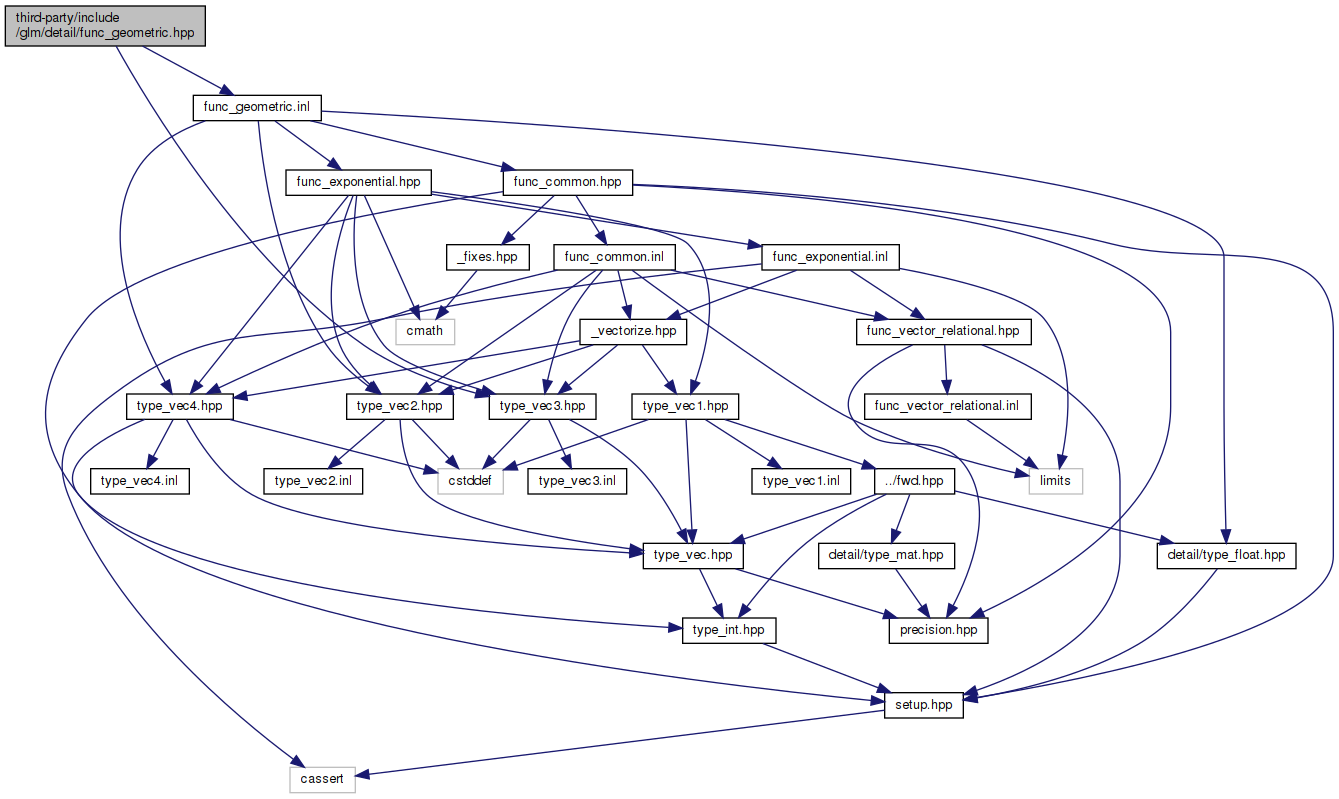 third-party/include
/glm/detail/func_geometric.hpp
func_geometric.inl
func_exponential.hpp
func_common.hpp
_fixes.hpp
func_common.inl
func_exponential.inl
cmath
_vectorize.hpp
func_vector_relational.hpp
type_vec4.hpp
type_vec2.hpp
type_vec3.hpp
type_vec1.hpp
func_vector_relational.inl
type_vec4.inl
type_vec2.inl
cstddef
type_vec3.inl
type_vec1.inl
../fwd.hpp
limits
type_vec.hpp
detail/type_mat.hpp
detail/type_float.hpp
type_int.hpp
precision.hpp
setup.hpp
cassert